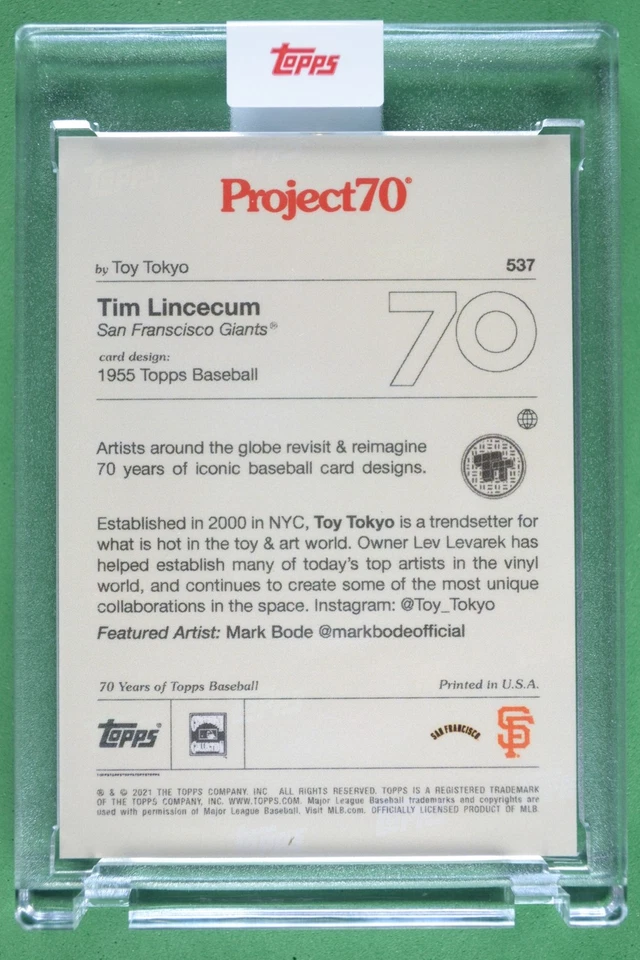 Topps
Project70®
by Toy Tokyo
537
Tim Lincecum
San Franscisco Giants®
card design:
1955 Topps Baseball
70
Artists around the globe revisit & reimagine
70 years of iconic baseball card designs.
TT
Established in 2000 in NYC, Toy Tokyo is a trendsetter for
what is hot in the toy & art world. Owner Lev Levarek has
helped establish many of today's top artists in the vinyl
world, and continues to create some of the most unique
collaborations in the space. Instagram: @Toy_Tokyo
Featured Artist: Mark Bode @markbodeofficial
70 Years of Topps Baseball
Printed in U.S.A.
Topps®
SAN FRANCISCO
SF
® & © 2021 THE TOPPS COMPANY, INC. ALL RIGHTS RESERVED. TOPPS IS A REGISTERED TRADEMARK
OF THE TOPPS COMPANY, INC. WWW.TOPPS.COM. Major League Baseball trademarks and copyrights are
used with permission of Major League Baseball. Visit MLB.com. OFFICIALLY LICENSED PRODUCT OF MLB.